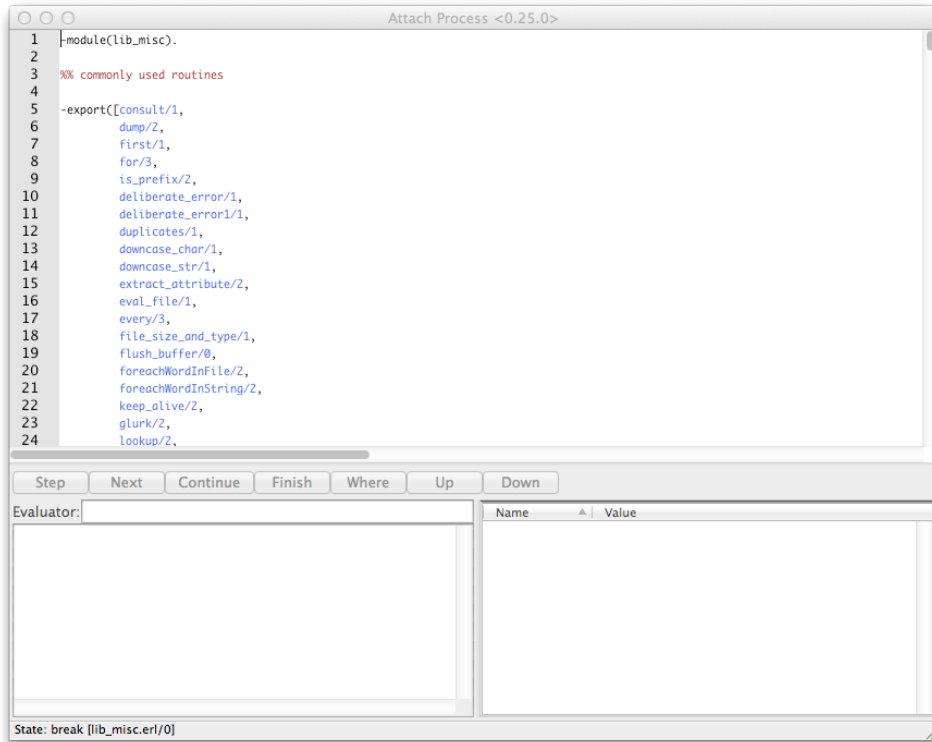 Attach Process <0.25.0>
1 -module(lib_misc).
2
3 %% commonly used routines
4
5 -export([consult/1,
6 dump/2,
7 first/1,
8 for/3,
9 is_prefix/2,
10 deliberate_error/1,
11 deliberate_error1/1,
12 duplicates/1,
13 downcase_char/1,
14 downcase_str/1,
15 extract_attribute/2,
16 eval_file/1,
17 every/3,
18 file_size_and_type/1,
19 flush_buffer/0,
20 foreachWordInFile/2,
21 foreachWordInString/2,
22 keep_alive/2,
23 glurk/2,
24 lookup/2,
Step Next Continue Finish Where Up Down
Evaluator:
Name Value
State: break [lib_misc.erl/0]